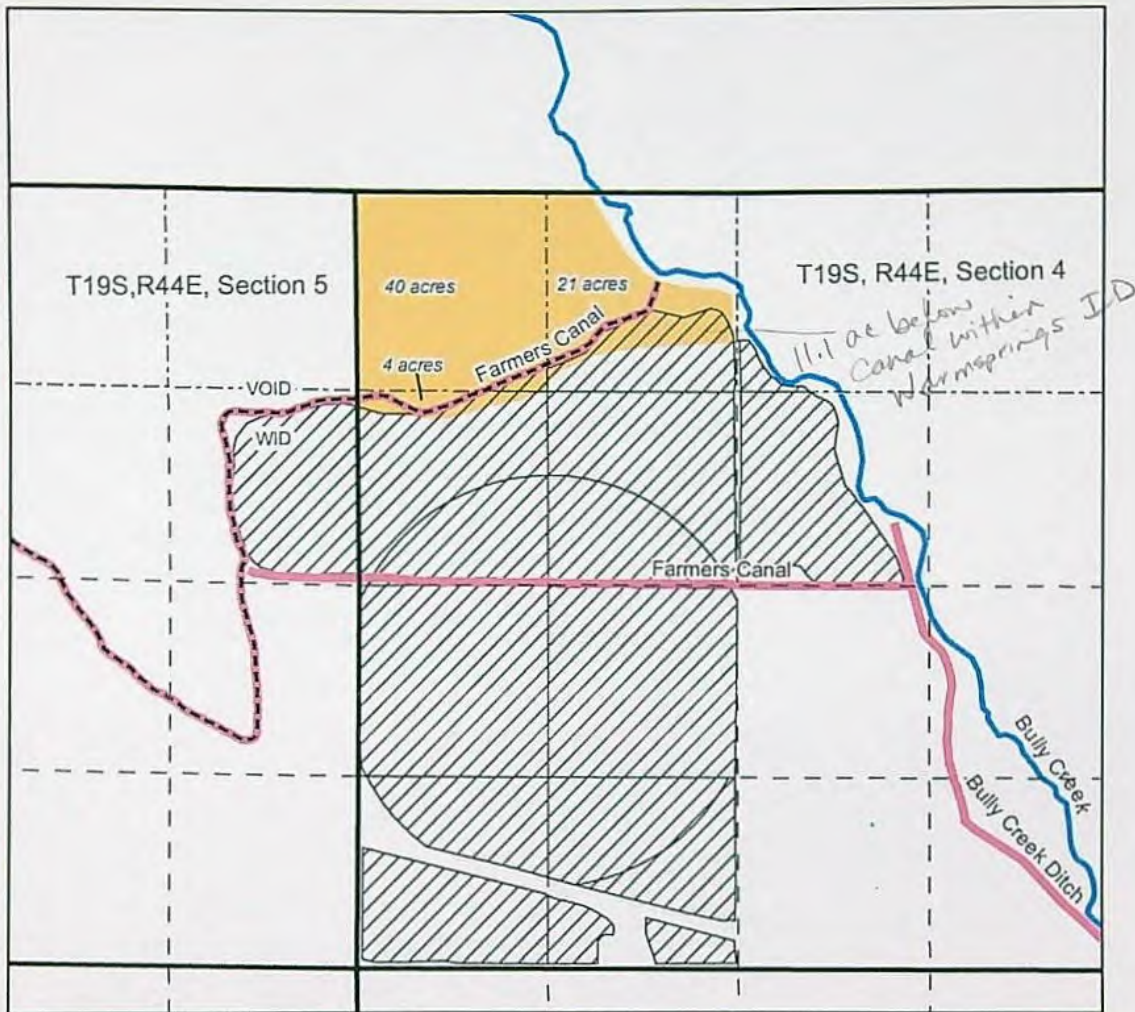 T19S,R44E, Section 5
40 acres
21 acres
T19S, R44E, Section 4
11.1 ac below
Canal within
Warmsprings ID
Farmers Canal
4 acres
VOID
WID
Farmers Canal
Bully Creek
Bully Creek Ditch